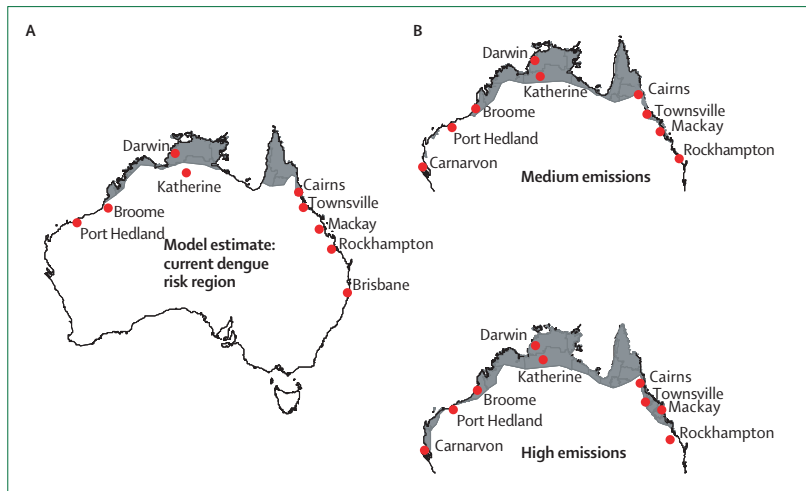 A
Darwin
Katherine
Cairns
Townsville
Broome
Mackay
Port Hedland
Rockhampton
Model estimate:
current dengue
risk region
Brisbane
B
Darwin
Katherine
Cairns
Broome
Townsville
Port Hedland
Mackay
Carnarvon
Rockhampton
Medium emissions
Darwin
Katherine
Cairns
Broome
Townsville
Mackay
Port Hedland
Rockhampton
Carnarvon
High emissions